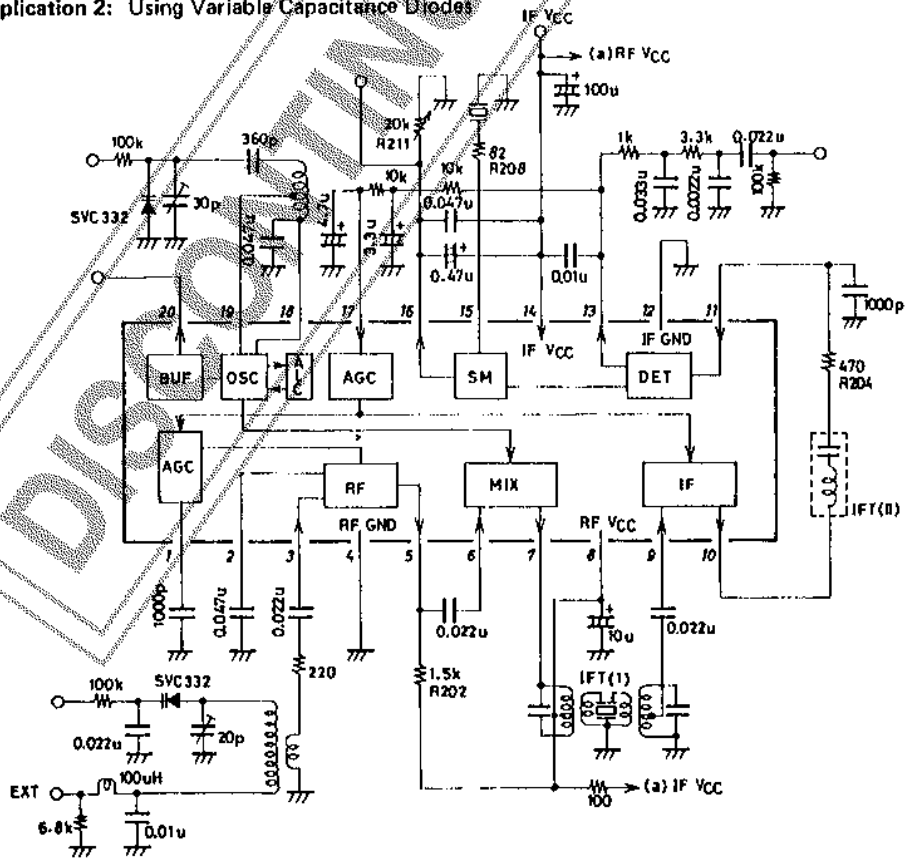 plication 2: Using Variable Capacitance Diodes
IF VCC
(a) RF VCC
100u
20k
R211
82
R208
100k
360p
10k
10k
1k
3.3k
0.022u
SVC332
30p
0.047u
4.7u
3.3u
0.047u
0.47u
0.01u
0.033u
0.0022u
100k
1000p
20
19
18
17
16
15
14
13
12
11
IF VCC
IF GND
470
R204
BUF
OSC
ALC
AGC
SM
DET
AGC
RF
MIX
IF
IFT(II)
RF GND
RF VCC
1
2
3
4
5
6
7
8
9
10
1000p
0.047u
0.022u
0.022u
10u
0.022u
220
1.5k
R202
IFT(I)
100k
SVC332
0.022u
20p
EXT
100uH
6.8k
0.01u
100
(a) IF VCC
DISCONTIN